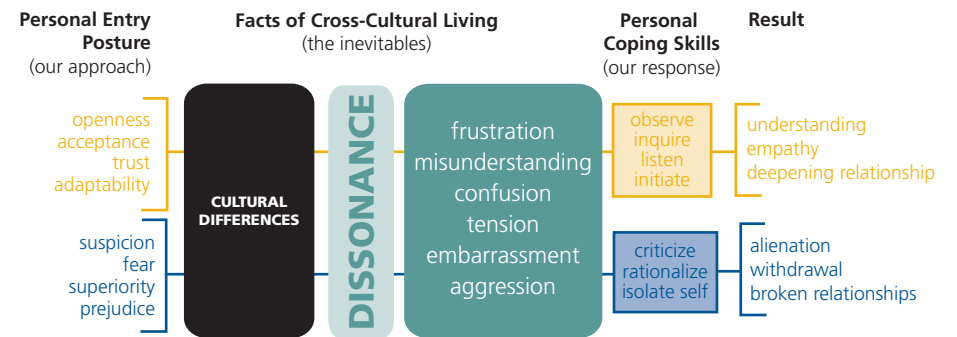 Personal Entry
Posture
(our approach)
Facts of Cross-Cultural Living
(the inevitables)
Personal
Coping Skills
(our response)
Result
openness
acceptance
trust
adaptability
suspicion
fear
superiority
prejudice
CULTURAL
DIFFERENCES
DISSONANCE
frustration
misunderstanding
confusion
tension
embarrassment
aggression
observe
inquire
listen
initiate
criticize
rationalize
isolate self
understanding
empathy
deepening relationship
alienation
withdrawal
broken relationships